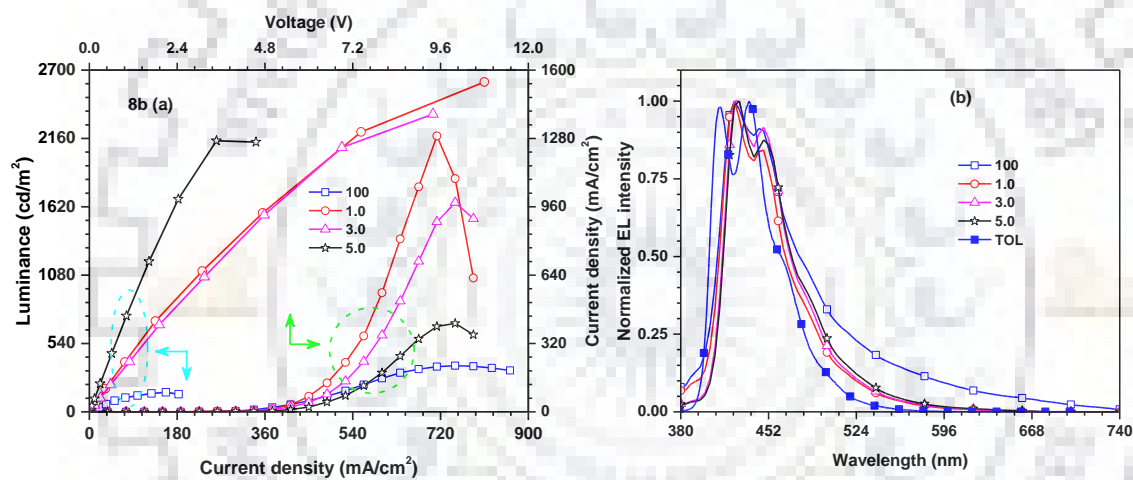 Voltage (V)
0.0 2.4 4.8 7.2 9.6 12.0
2700
2160
1620
1080
540
0
Luminance (cd/m²)
8b (a)
100
1.0
3.0
5.0
1600
1280
960
640
320
0
Current density (mA/cm²)
0 180 360 540 720 900
Current density (mA/cm²)
1.00
0.75
0.50
0.25
0.00
Normalized EL intensity
(b)
100
1.0
3.0
5.0
TOL
380 452 524 596 668 740
Wavelength (nm)